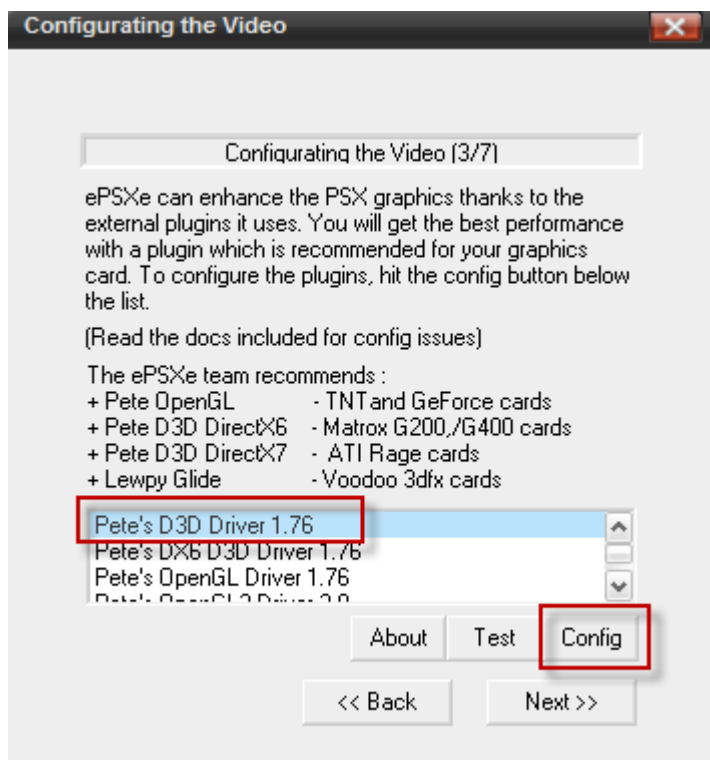 Configurating the Video
Configurating the Video (3/7)
ePSXe can enhance the PSX graphics thanks to the
external plugins it uses. You will get the best performance
with a plugin which is recommended for your graphics
card. To configure the plugins, hit the config button below
the list.
(Read the docs included for config issues)
The ePSXe team recommends :
+ Pete OpenGL - TNT and GeForce cards
+ Pete D3D DirectX6 - Matrox G200,/G400 cards
+ Pete D3D DirectX7 - ATI Rage cards
+ Lewpy Glide - Voodoo 3dfx cards
Pete's D3D Driver 1.76
Pete's DX6 D3D Driver 1.76
Pete's OpenGL Driver 1.76
Pete's OpenGL2 Driver
About Test Config
<< Back Next >>